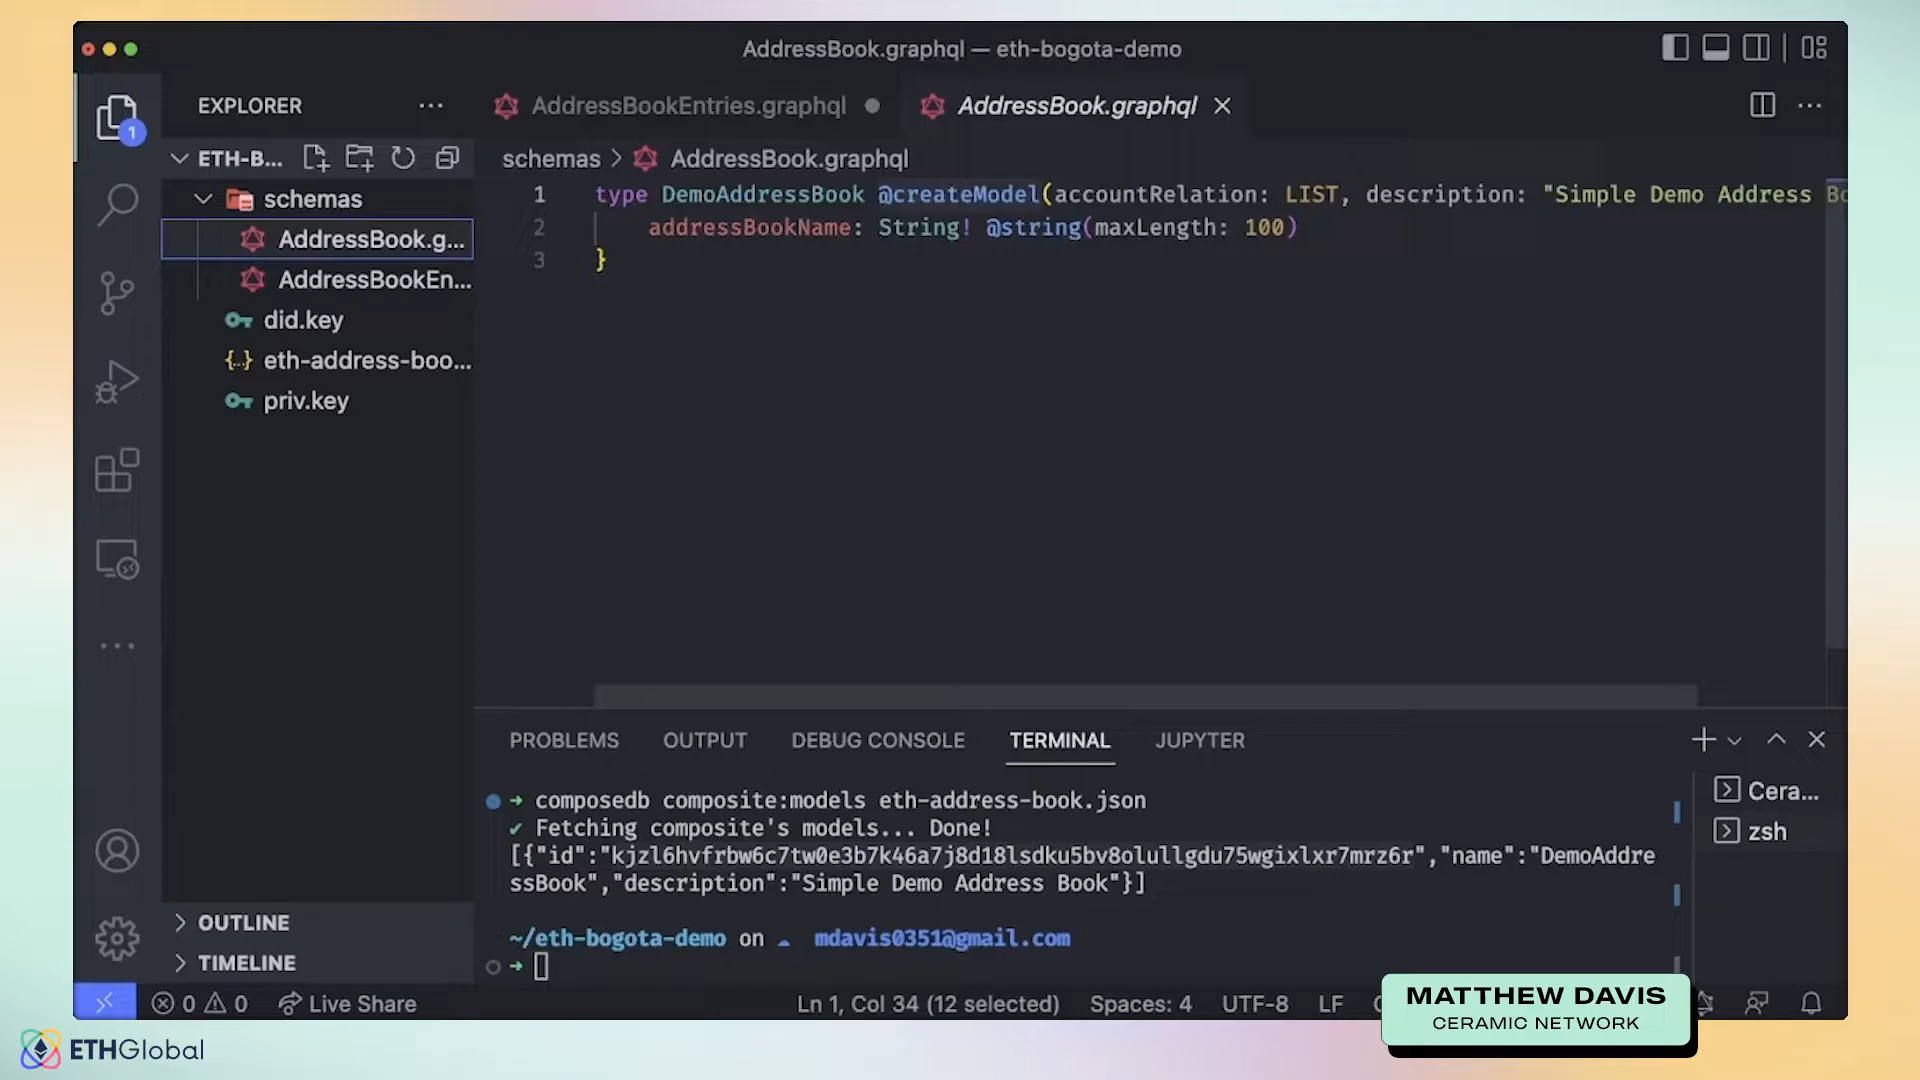 AddressBook.graphql — eth-bogota-demo
EXPLORER
AddressBookEntries.graphql
AddressBook.graphql
1
ETH-B...
schemas > AddressBook.graphql
schemas
AddressBook.g...
AddressBookEn...
did.key
eth-address-boo...
priv.key
1 type DemoAddressBook @createModel(accountRelation: LIST, description: "Simple Demo Address Bo
2 addressBookName: String! @string(maxLength: 100)
3 }
PROBLEMS OUTPUT DEBUG CONSOLE TERMINAL JUPYTER
➜ composedb composite:models eth-address-book.json
✔ Fetching composite's models... Done!
[{"id":"kjzl6hvfrbw6c7tw0e3b7k46a7j8d18lsdku5bv8olullgdu75wgixlxr7mrz6r","name":"DemoAddre
ssBook","description":"Simple Demo Address Book"}]
~/eth-bogota-demo on mdavis0351@gmail.com
➜
Cera...
zsh
OUTLINE
TIMELINE
0 0 Live Share
Ln 1, Col 34 (12 selected) Spaces: 4 UTF-8 LF
MATTHEW DAVIS
CERAMIC NETWORK
ETHGlobal